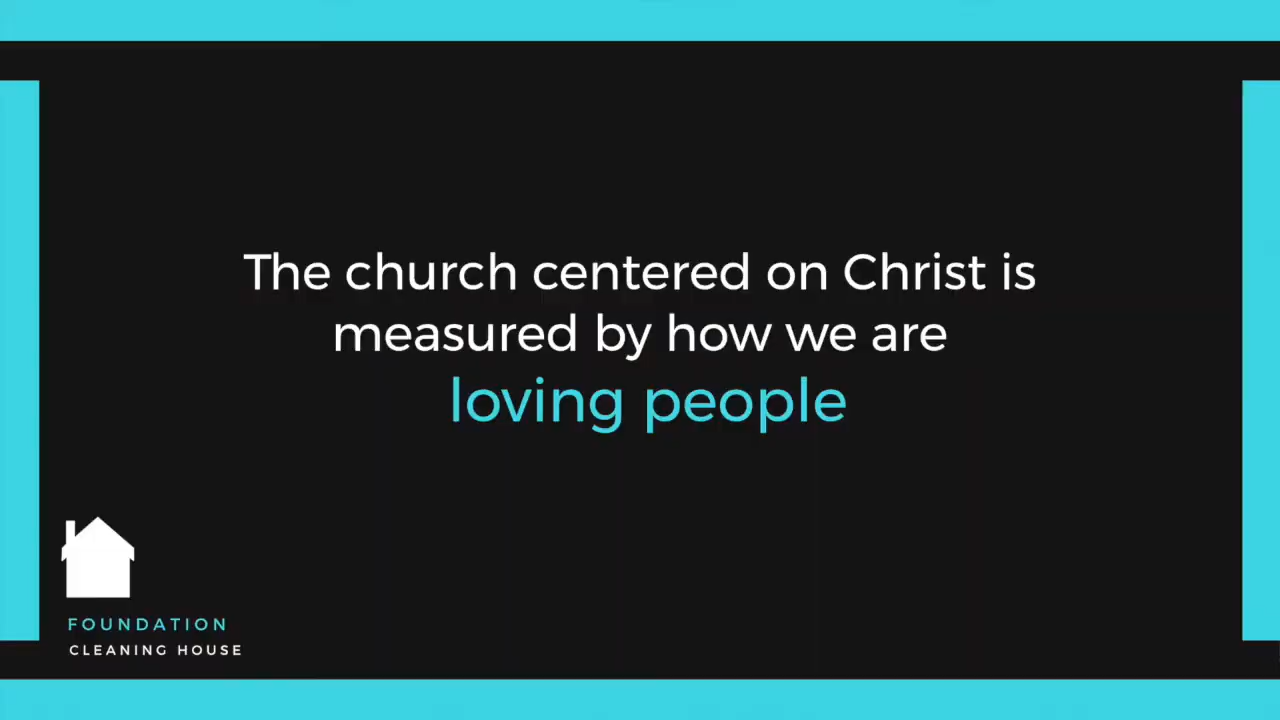 The church centered on Christ is
measured by how we are
loving people
FOUNDATION
CLEANING HOUSE